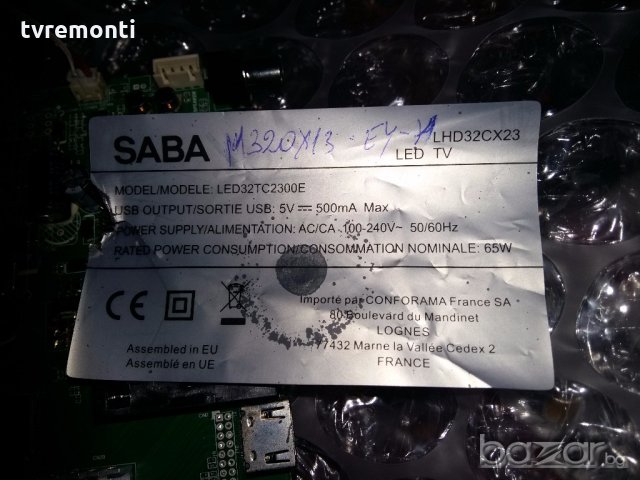 tvremonti
SABA
M320X13-E4-H
LHD32CX23
LED TV
MODEL/MODELE: LED32TC2300E
USB OUTPUT/SORTIE USB: 5V⎓500mA Max
POWER SUPPLY/ALIMENTATION: AC/CA 100-240V~ 50/60Hz
RATED POWER CONSUMPTION/CONSOMMATION NOMINALE: 65W
CE
Importé par CONFORAMA France SA
80 Boulevard du Mandinet
LOGNES
77432 Marne la Vallée Cedex 2
FRANCE
Assembled in EU
Assemblé en UE
bazar.bg